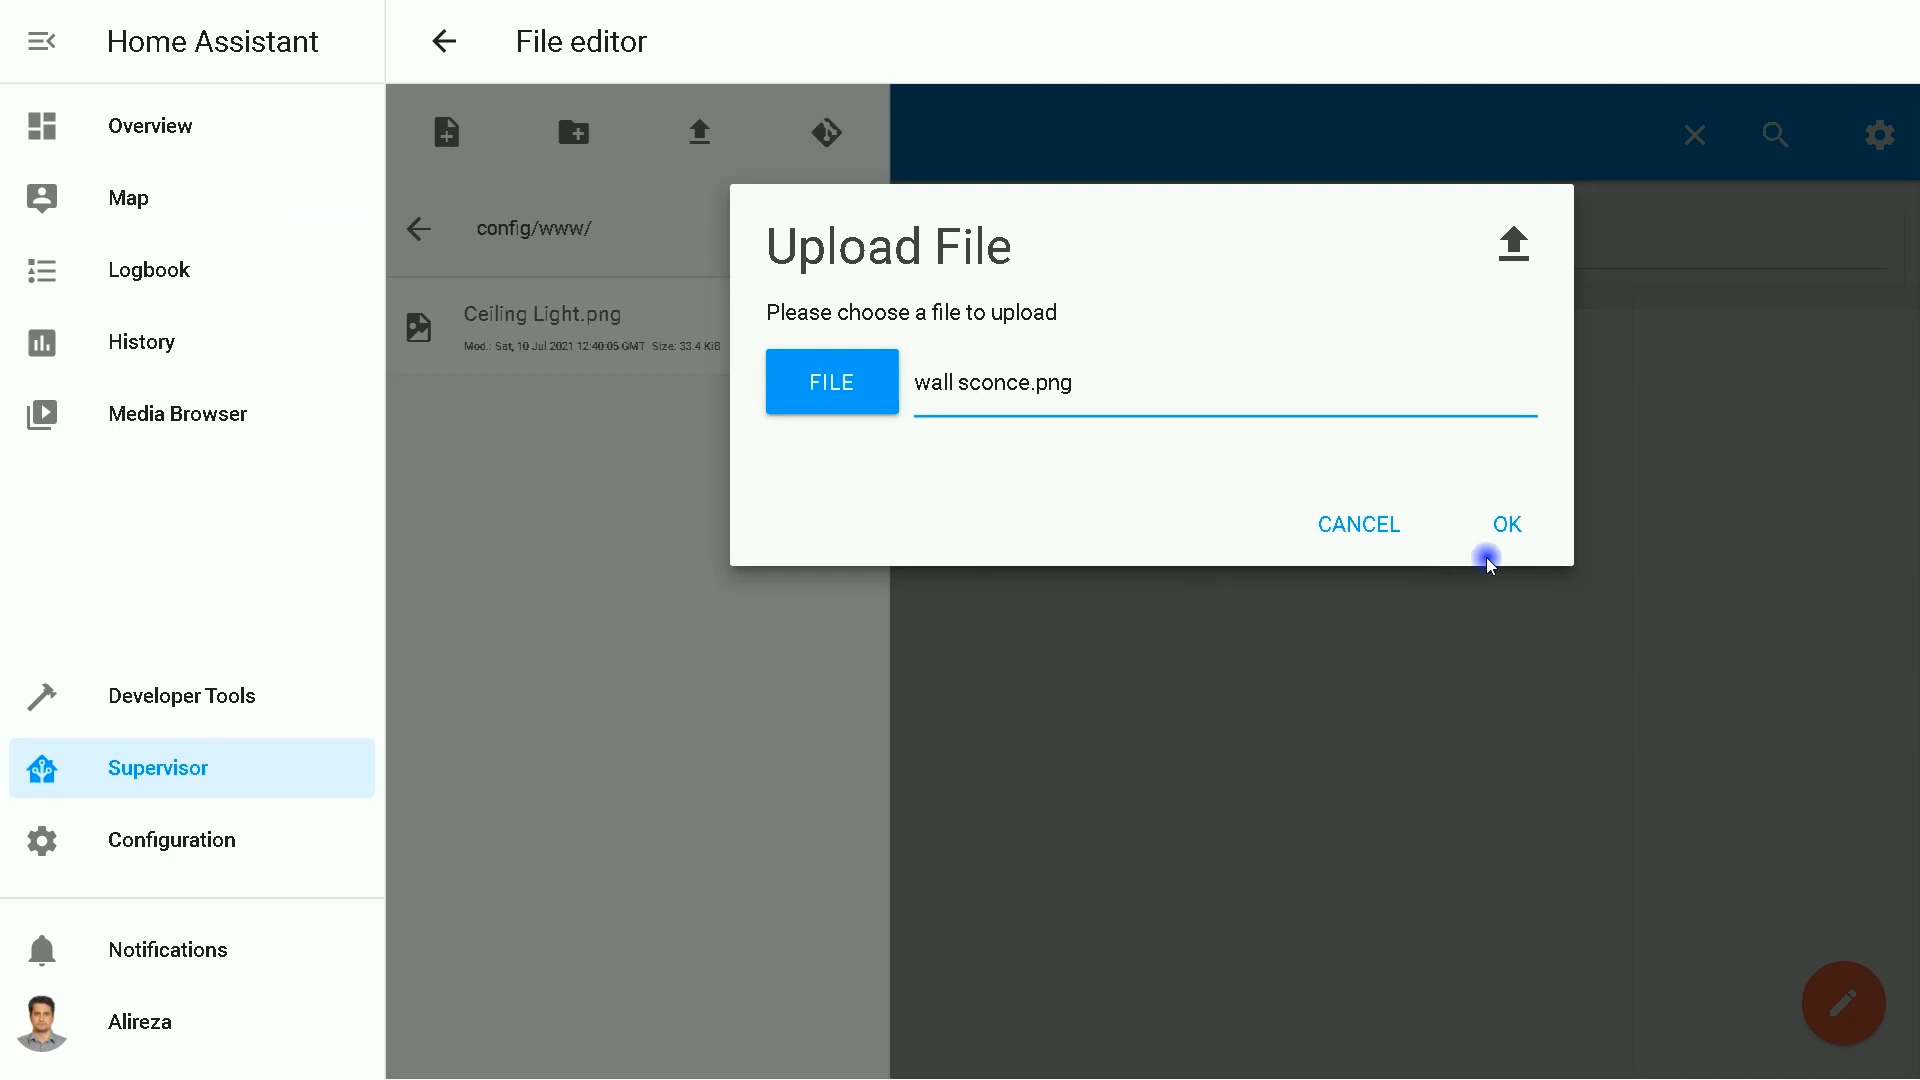 Home Assistant
File editor
Overview
Map
Logbook
History
Media Browser
Developer Tools
Supervisor
Configuration
Notifications
Alireza
config/www/
Ceiling Light.png
Mod.: Sat, 10 Jul 2021 12:40:05 GMT Size: 33.4 KiB
Upload File
Please choose a file to upload
FILE
wall sconce.png
CANCEL
OK